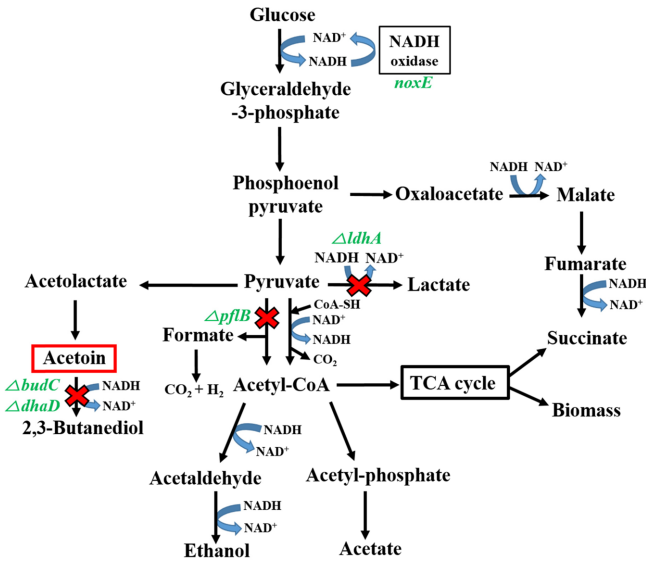 Glucose
NAD+
NADH
NADH
oxidase
noxE
Glyceraldehyde
-3-phosphate
Phosphoenol
pyruvate
Oxaloacetate
NADH NAD+
Malate
Fumarate
NADH
NAD+
Succinate
△ldhA
NADH NAD+
Acetolactate
Pyruvate
Lactate
CoA-SH
△pflB
NAD+
Formate
NADH
CO2
Acetoin
CO2 + H2
Acetyl-CoA
TCA cycle
Biomass
△budC
NADH
△dhaD
NAD+
2,3-Butanediol
NADH
NAD+
Acetaldehyde
Acetyl-phosphate
NADH
NAD+
Ethanol
Acetate